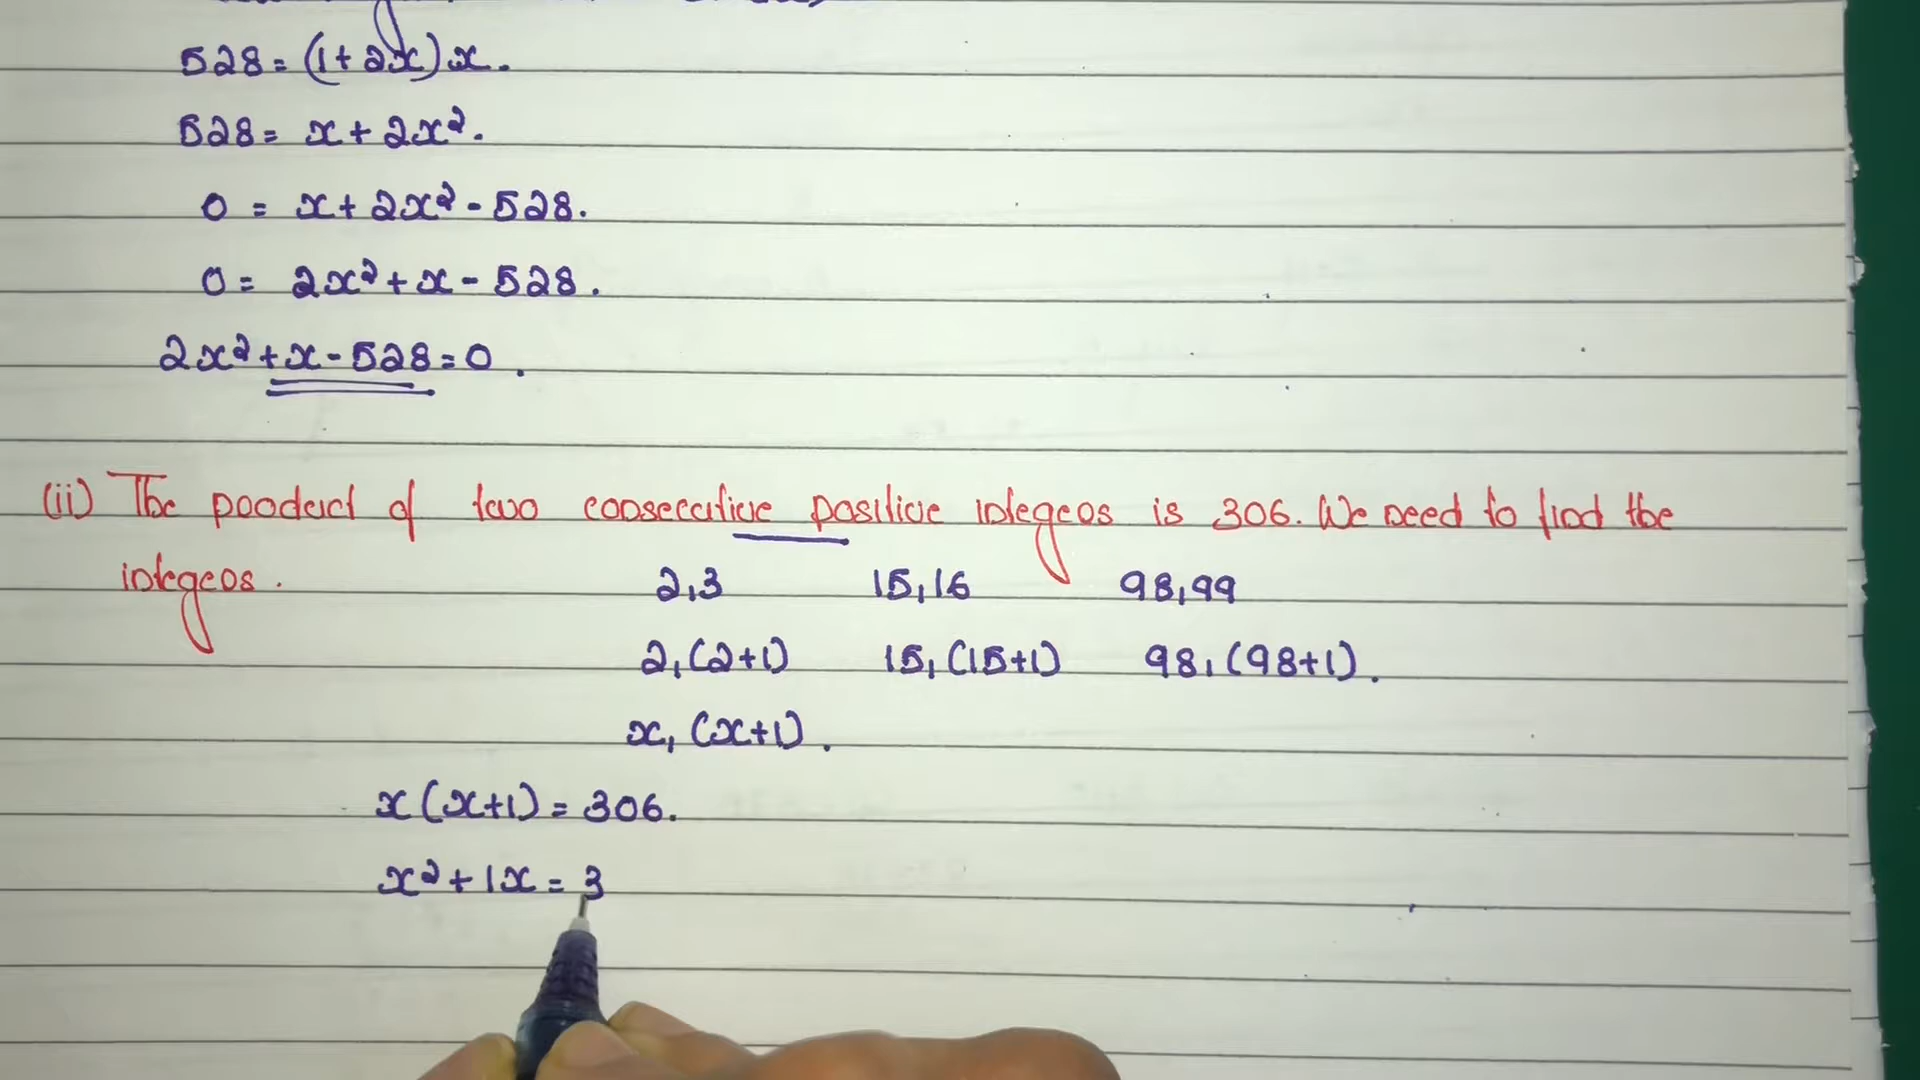 528 = (1+2x)x.
528 = x + 2x².
0 = x + 2x² - 528.
0 = 2x² + x - 528.
2x² + x - 528 = 0.
(ii) The product of two consecutive positive integers is 306. We need to find the
integers.
2,3 15,16 98,99
2,(2+1) 15,(15+1) 98,(98+1).
x, (x+1).
x(x+1) = 306.
x² + 1x = 3